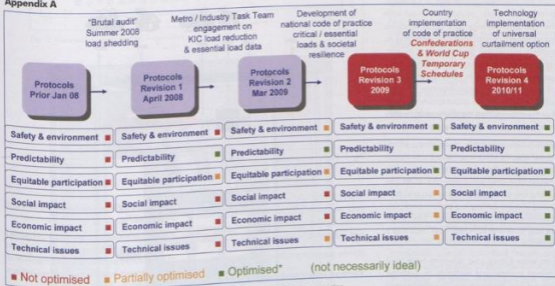 Appendix A
"Brutal audit"
Summer 2008
load shedding
Metro / Industry Task Team
engagement on
KIC load reduction
& essential load data
Development of
national code of practice
critical / essential
loads & societal
resilience
Country
implementation
of code of practice
Confederations
& World Cup
Temporary
Schedules
Technology
implementation
of universal
curtailment option
Protocols
Prior Jan 08
Protocols
Revision 1
April 2008
Protocols
Revision 2
Mar 2009
Protocols
Revision 3
2009
Protocols
Revision 4
2010/11
Safety & environment Safety & environment Safety & environment Safety & environment Safety & environment
Predictability Predictability Predictability Predictability Predictability
Equitable participation Equitable participation Equitable participation Equitable participation Equitable participation
Social impact Social impact Social impact Social impact Social impact
Economic impact Economic impact Economic impact Economic impact Economic impact
Technical issues Technical issues Technical issues Technical issues Technical issues
Not optimised Partially optimised Optimised* (not necessarily ideal)